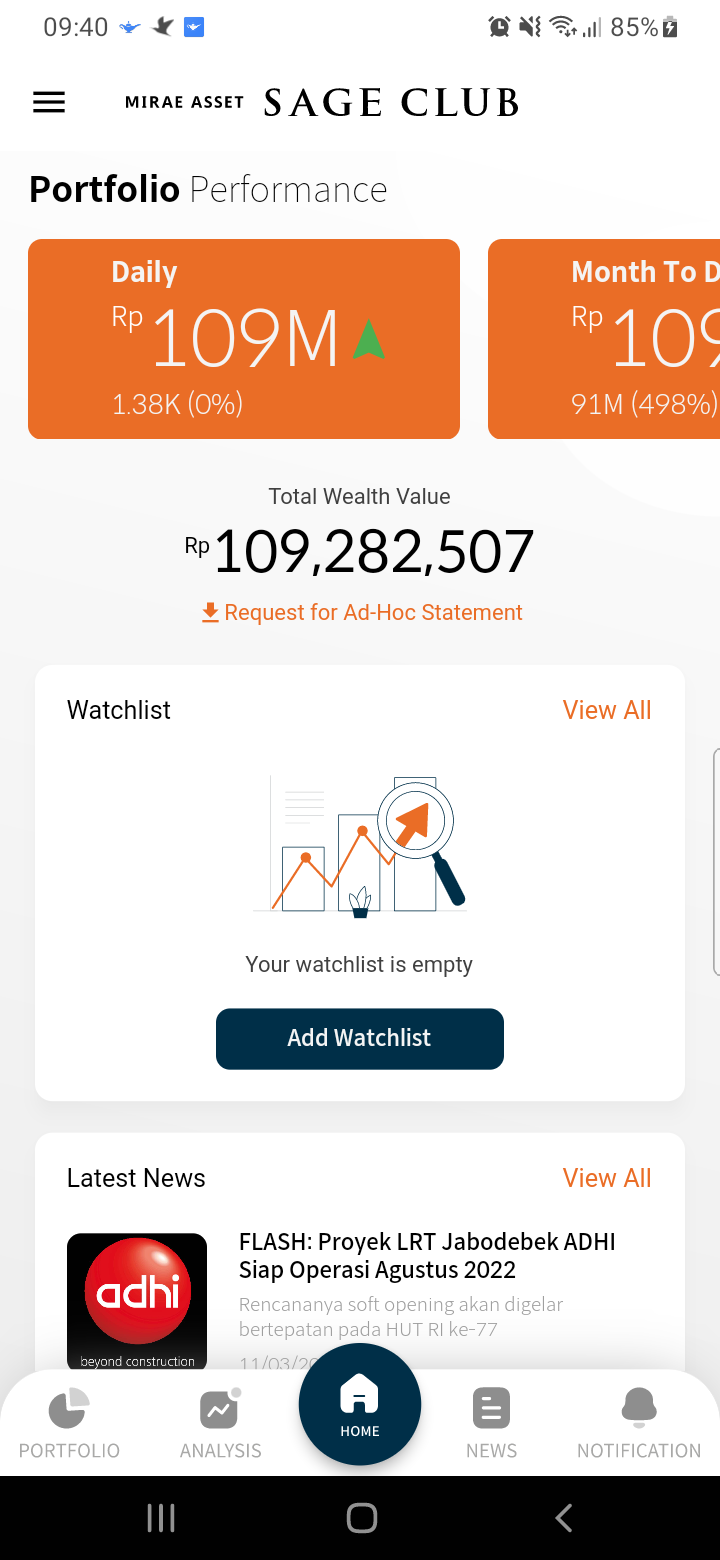 09:40
85%
MIRAE ASSET SAGE CLUB
Portfolio Performance
Daily
Rp 109M
1.38K (0%)
Month To D
Rp 109
91M (498%)
Total Wealth Value
Rp 109,282,507
Request for Ad-Hoc Statement
Watchlist
View All
Your watchlist is empty
Add Watchlist
Latest News
View All
adhi
beyond construction
FLASH: Proyek LRT Jabodebek ADHI
Siap Operasi Agustus 2022
Rencananya soft opening akan digelar
bertepatan pada HUT RI ke-77
11/03/20
PORTFOLIO
ANALYSIS
HOME
NEWS
NOTIFICATION